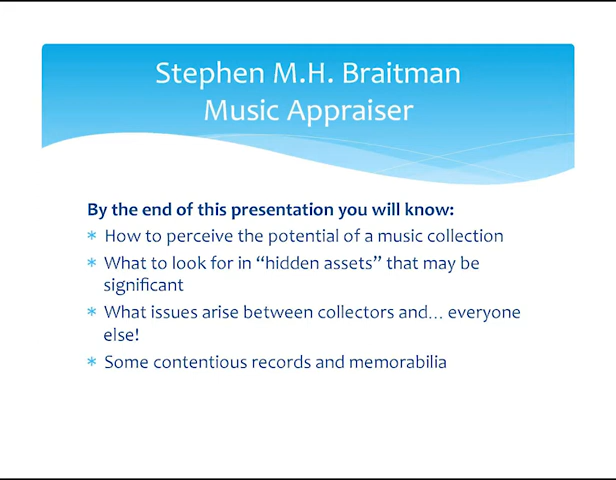 Stephen M.H. Braitman
Music Appraiser
By the end of this presentation you will know:
* How to perceive the potential of a music collection
* What to look for in “hidden assets” that may be
significant
* What issues arise between collectors and… everyone
else!
* Some contentious records and memorabilia